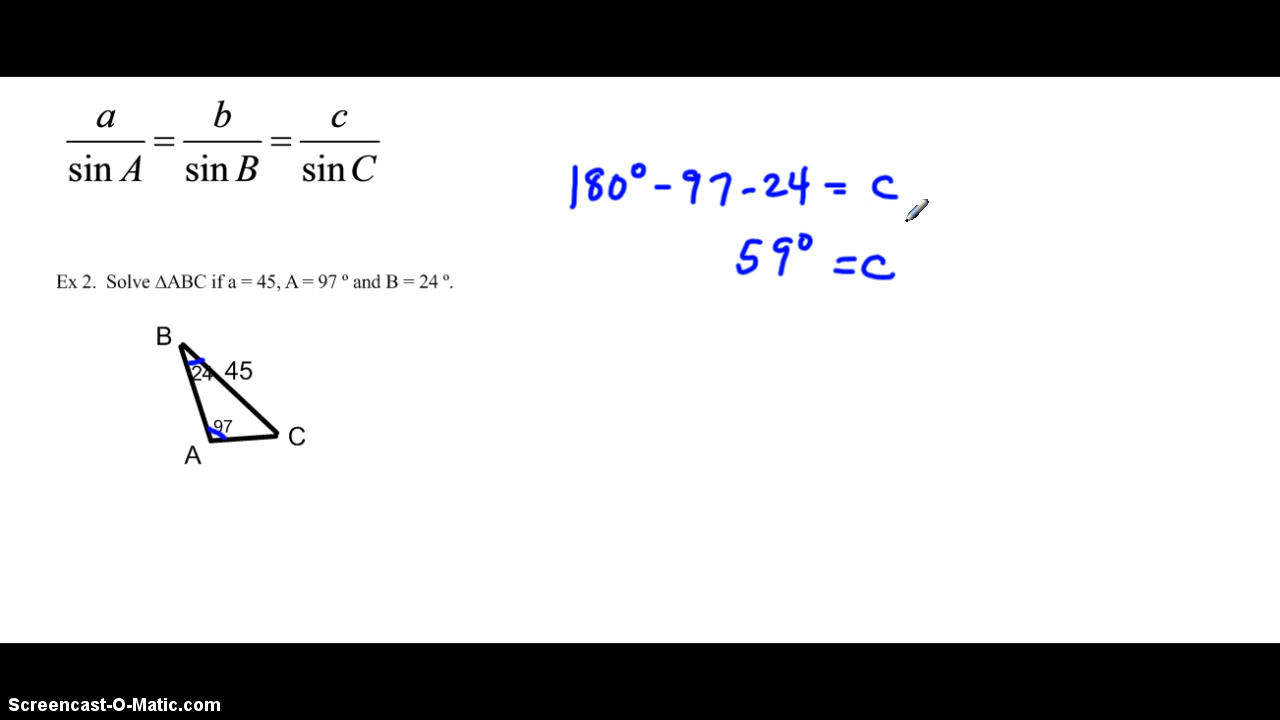 a/sin A = b/sin B = c/sin C
180° - 97 - 24 = C
59° = C
Ex 2. Solve ΔABC if a = 45, A = 97 º and B = 24 º.
B
24 45
97
A
C
Screencast-O-Matic.com